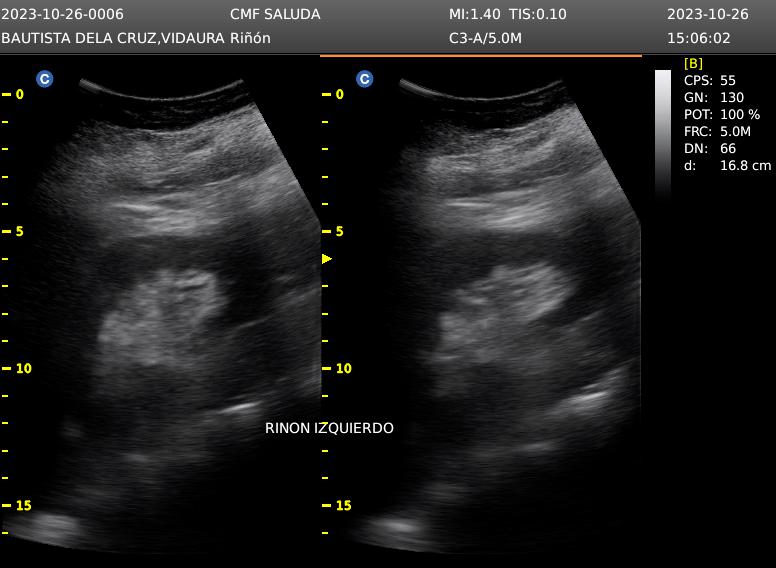 2023-10-26-0006 CMF SALUDA MI:1.40 TIS:0.10 2023-10-26
BAUTISTA DELA CRUZ,VIDAURA Riñón C3-A/5.0M 15:06:02
C C
[B]
CPS: 55
GN: 130
POT: 100 %
FRC: 5.0M
DN: 66
d: 16.8 cm
0 0
5 5
10 10
RINON IZQUIERDO
15 15